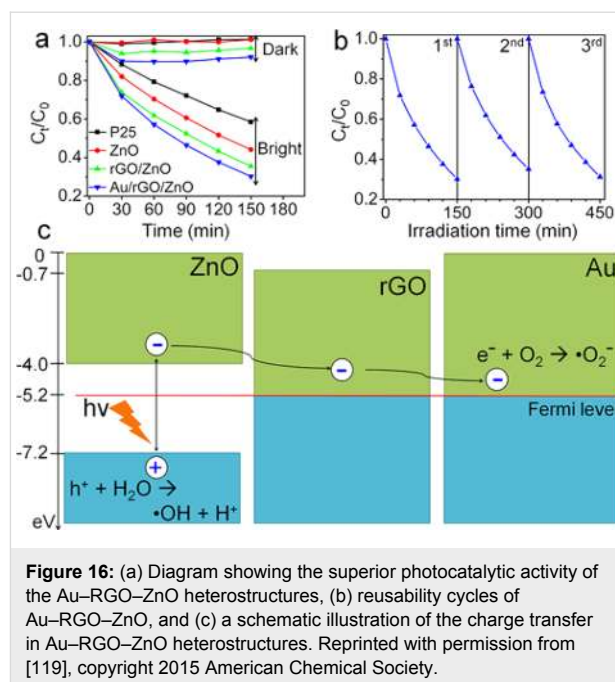 a
b
1.0
0.8
0.6
0.4
0.2
Cₜ/C₀
Dark
Bright
P25
ZnO
rGO/ZnO
Au/rGO/ZnO
0 30 60 90 120 150 180
Time (min)
1.0
0.8
0.6
0.4
0.2
Cₜ/C₀
1st 2nd 3rd
0 150 300 450
Irradiation time (min)
c
0
-0.7
-4.0
-5.2
-7.2
eV
ZnO
rGO
Au
e⁻ + O₂ → •O₂⁻
Fermi level
hν
h⁺ + H₂O →
•OH + H⁺
Figure 16: (a) Diagram showing the superior photocatalytic activity of
the Au–RGO–ZnO heterostructures, (b) reusability cycles of
Au–RGO–ZnO, and (c) a schematic illustration of the charge transfer
in Au–RGO–ZnO heterostructures. Reprinted with permission from
[119], copyright 2015 American Chemical Society.